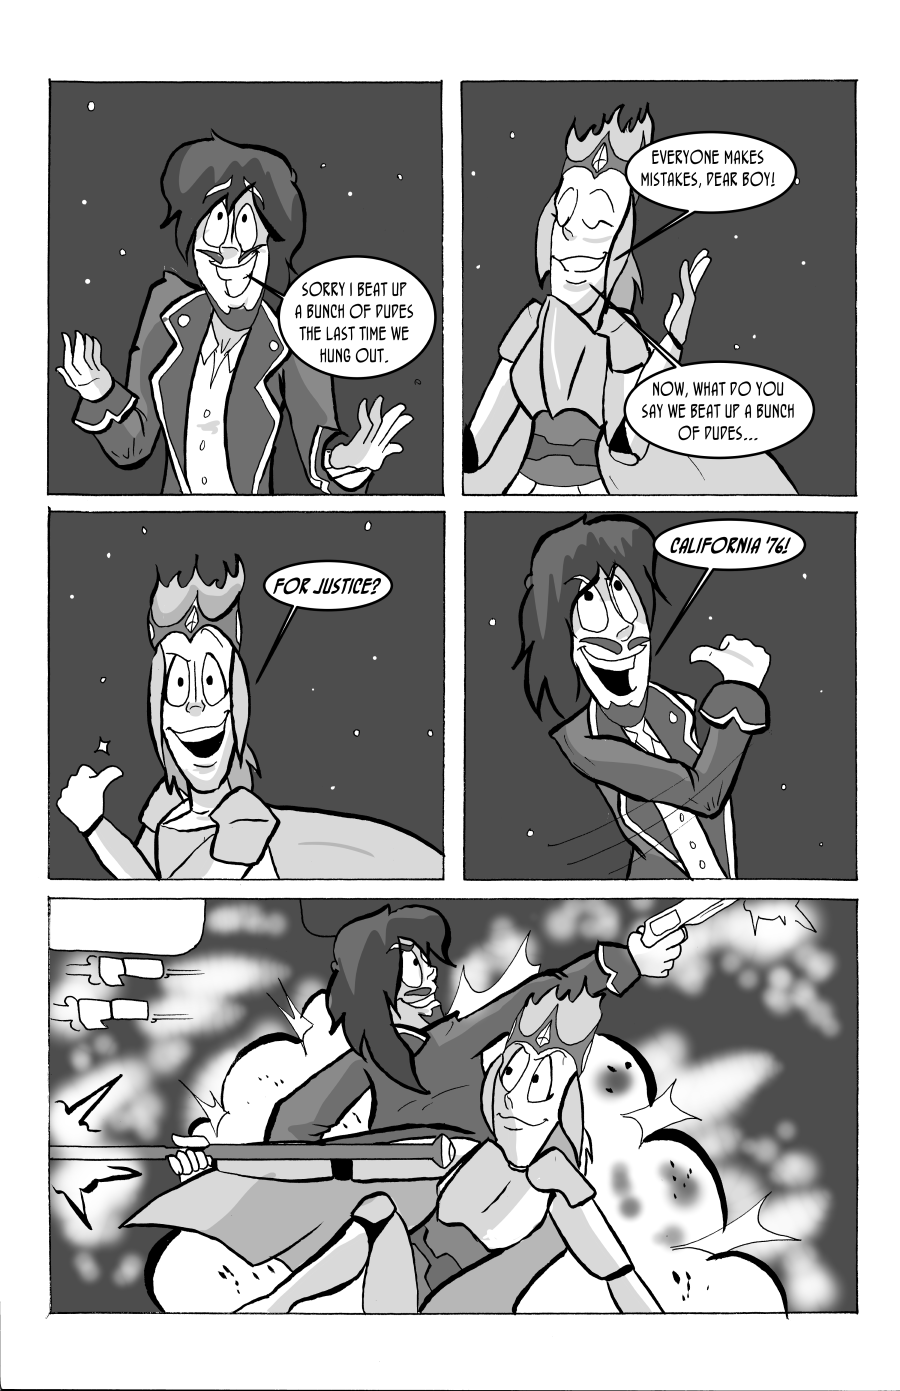 SORRY I BEAT UP
A BUNCH OF DUDES
THE LAST TIME WE
HUNG OUT.
EVERYONE MAKES
MISTAKES, DEAR BOY!
NOW, WHAT DO YOU
SAY WE BEAT UP A BUNCH
OF DUDES...
FOR JUSTICE?
CALIFORNIA '76!